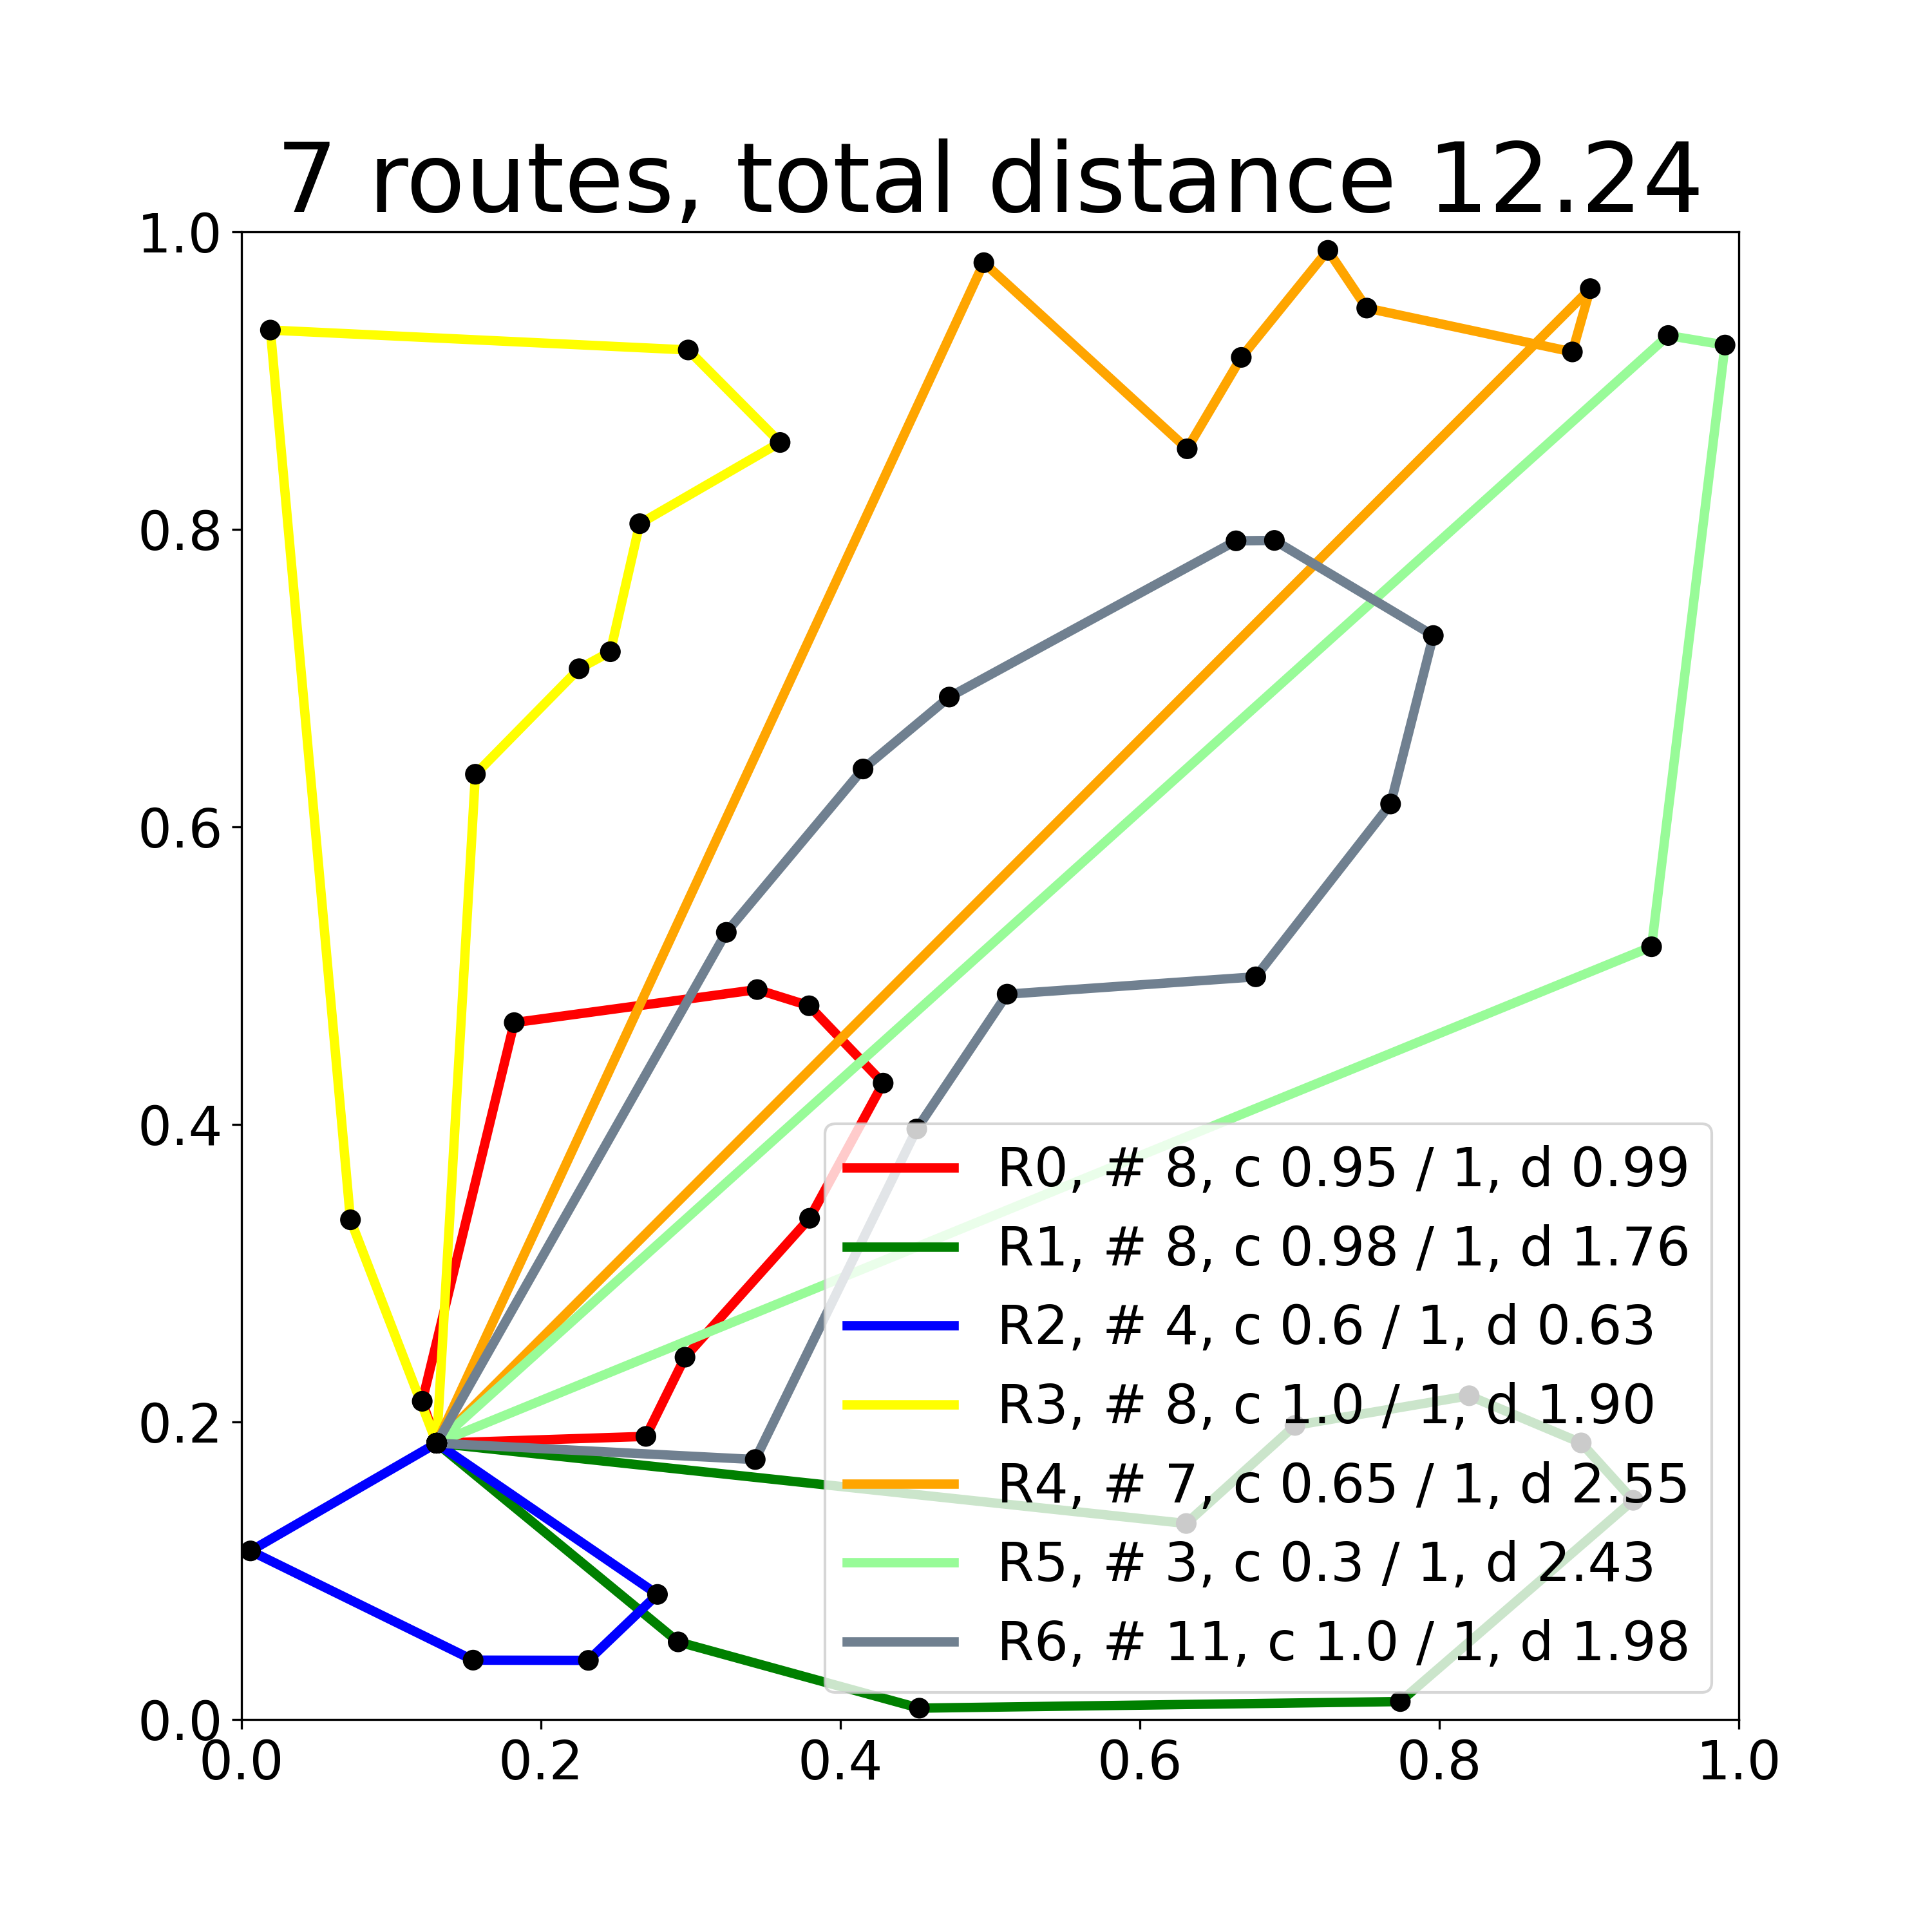 7 routes, total distance 12.24
1.0
0.8
0.6
0.4
0.2
0.0
R0, # 8, c 0.95 / 1, d 0.99
R1, # 8, c 0.98 / 1, d 1.76
R2, # 4, c 0.6 / 1, d 0.63
R3, # 8, c 1.0 / 1, d 1.90
R4, # 7, c 0.65 / 1, d 2.55
R5, # 3, c 0.3 / 1, d 2.43
R6, # 11, c 1.0 / 1, d 1.98
0.0 0.2 0.4 0.6 0.8 1.0